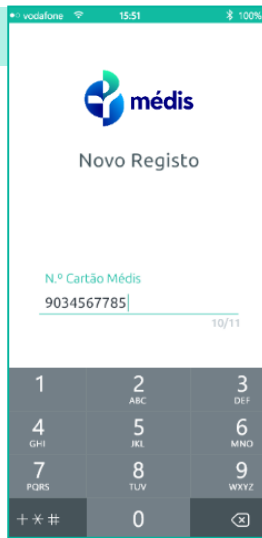 vodafone 15:51 100%
médis
Novo Registo
N.º Cartão Médis
9034567785
10/11
1 2 3
ABC DEF
4 5 6
GHI JKL MNO
7 8 9
PQRS TUV WXYZ
+*# 0